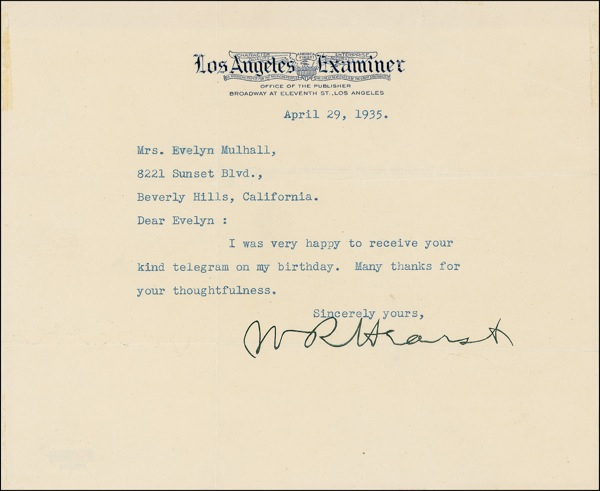 Los Angeles Examiner
OFFICE OF THE PUBLISHER
BROADWAY AT ELEVENTH ST., LOS ANGELES
April 29, 1935.
Mrs. Evelyn Mulhall,
8221 Sunset Blvd.,
Beverly Hills, California.
Dear Evelyn :
I was very happy to receive your
kind telegram on my birthday. Many thanks for
your thoughtfulness.
Sincerely yours,
W R Hearst